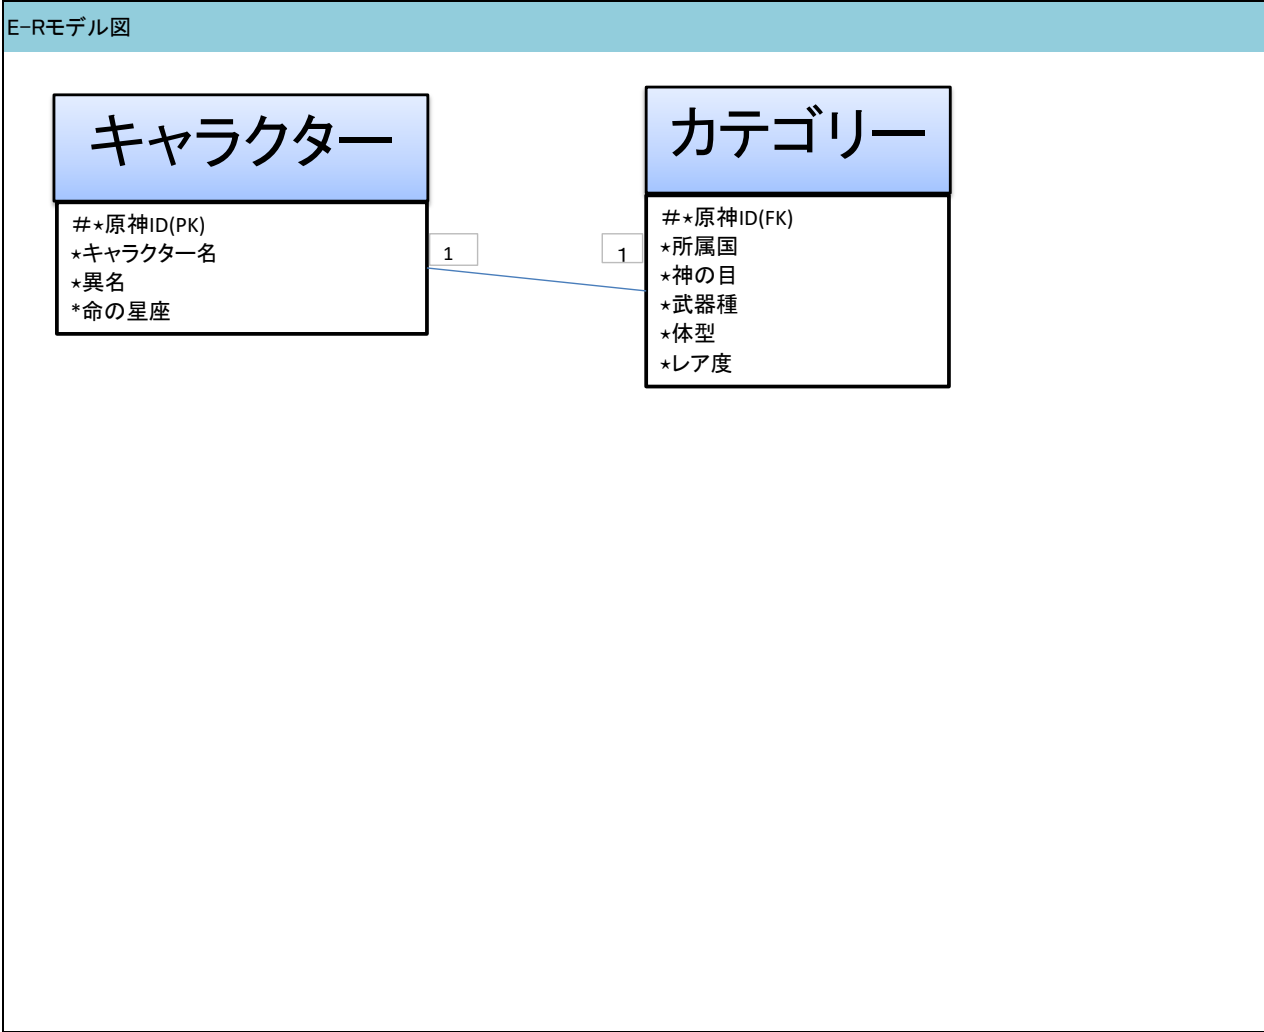 E-Rモデル図
キャラクター
#⋆原神ID(PK)
⋆キャラクター名
⋆異名
*命の星座
1
1
カテゴリー
#⋆原神ID(FK)
⋆所属国
⋆神の目
⋆武器種
⋆体型
⋆レア度